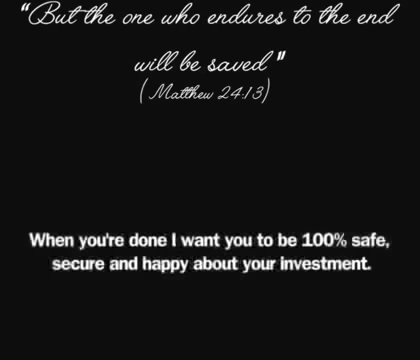 “But the one who endures to the end
will be saved "
( Matthew 24:13)
When you're done I want you to be 100% safe,
secure and happy about your investment.